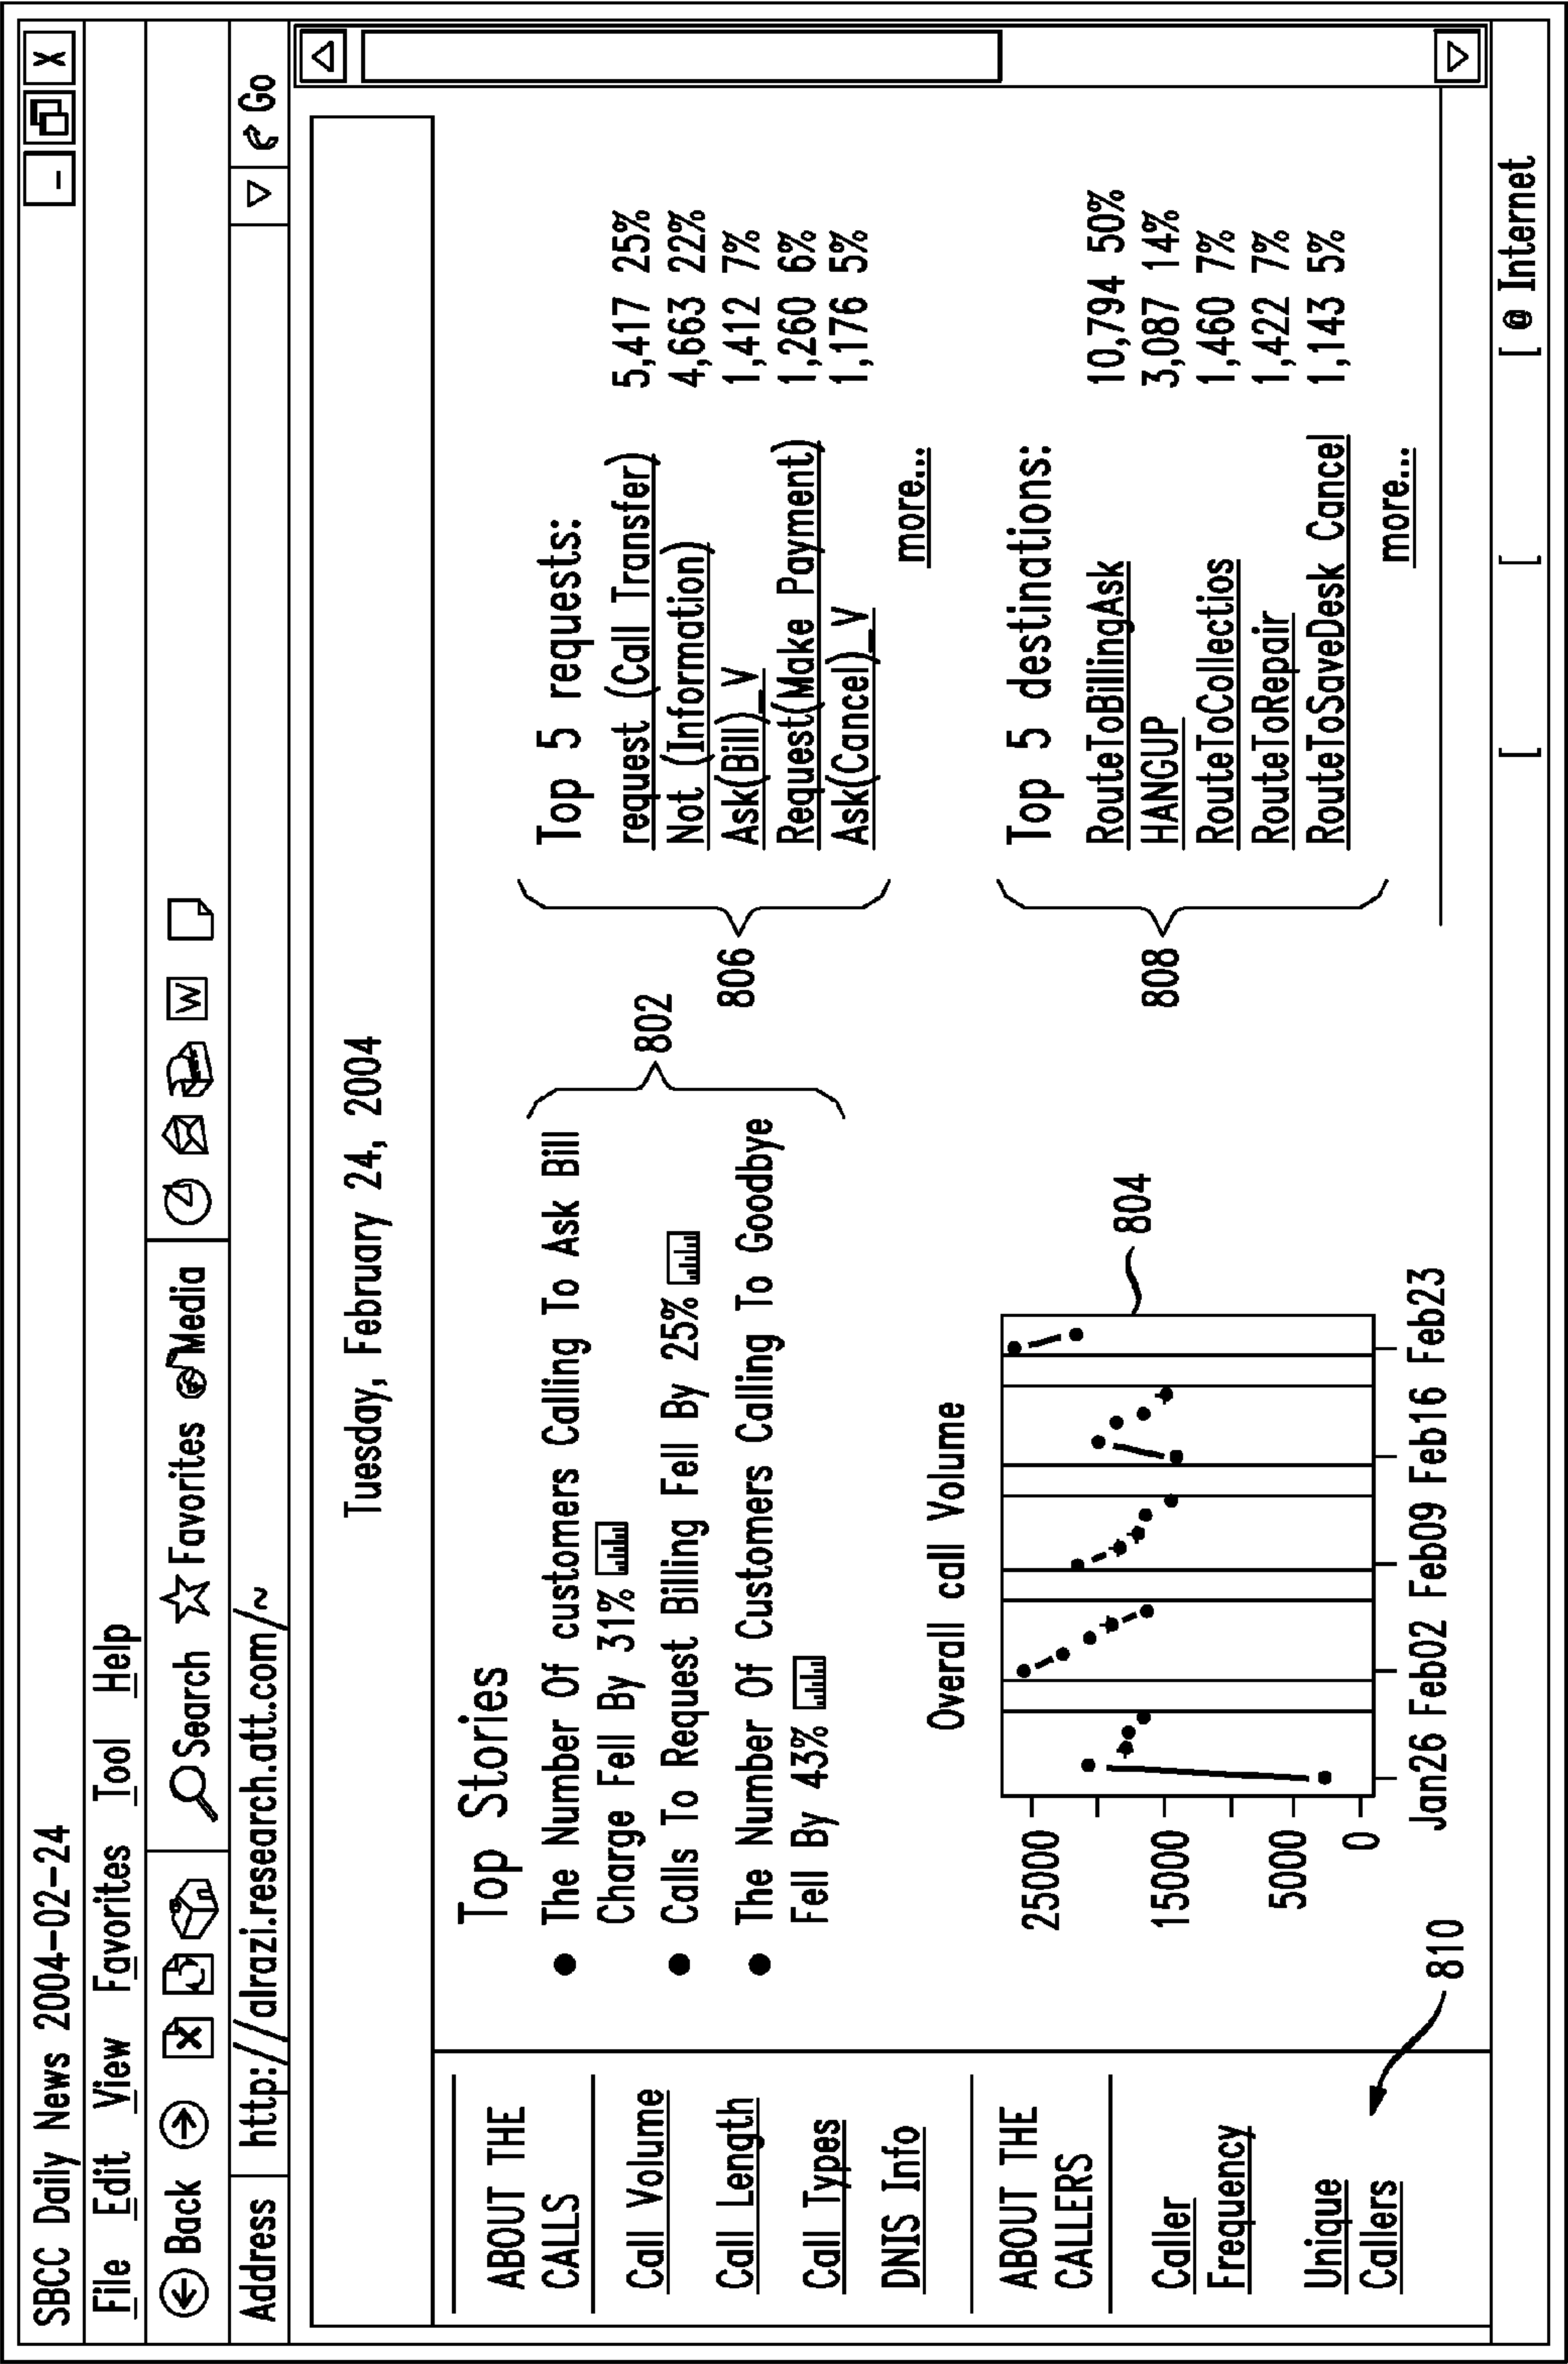 SBCC Daily News 2004-02-24
_ X
File Edit View Favorites Tool Help
Back Search Favorites Media W
Address http://alrazi.research.att.com/~ Go
Tuesday, February 24, 2004
ABOUT THE
CALLS
Call Volume
Call Length
Call Types
DNIS Info
ABOUT THE
CALLERS
Caller
Frequency
Unique
Callers
810
Top Stories
● The Number Of customers Calling To Ask Bill
Charge Fell By 31%
● Calls To Request Billing Fell By 25%
● The Number Of Customers Calling To Goodbye
Fell By 43%
802
Overall call Volume
25000
15000
5000
0
Jan26 Feb02 Feb09 Feb16 Feb23
804
Top 5 requests:
request (Call Transfer) 5,417 25%
Not (Information) 4,663 22%
Ask(Bill)_V 1,412 7%
Request(Make Payment) 1,260 6%
Ask(Cancel)_V 1,176 5%
more...
806
Top 5 destinations:
RouteToBillingAsk 10,794 50%
HANGUP 3,087 14%
RouteToCollectios 1,460 7%
RouteToRepair 1,422 7%
RouteToSaveDesk Cancel 1,143 5%
more...
808
[ [ [ @ Internet